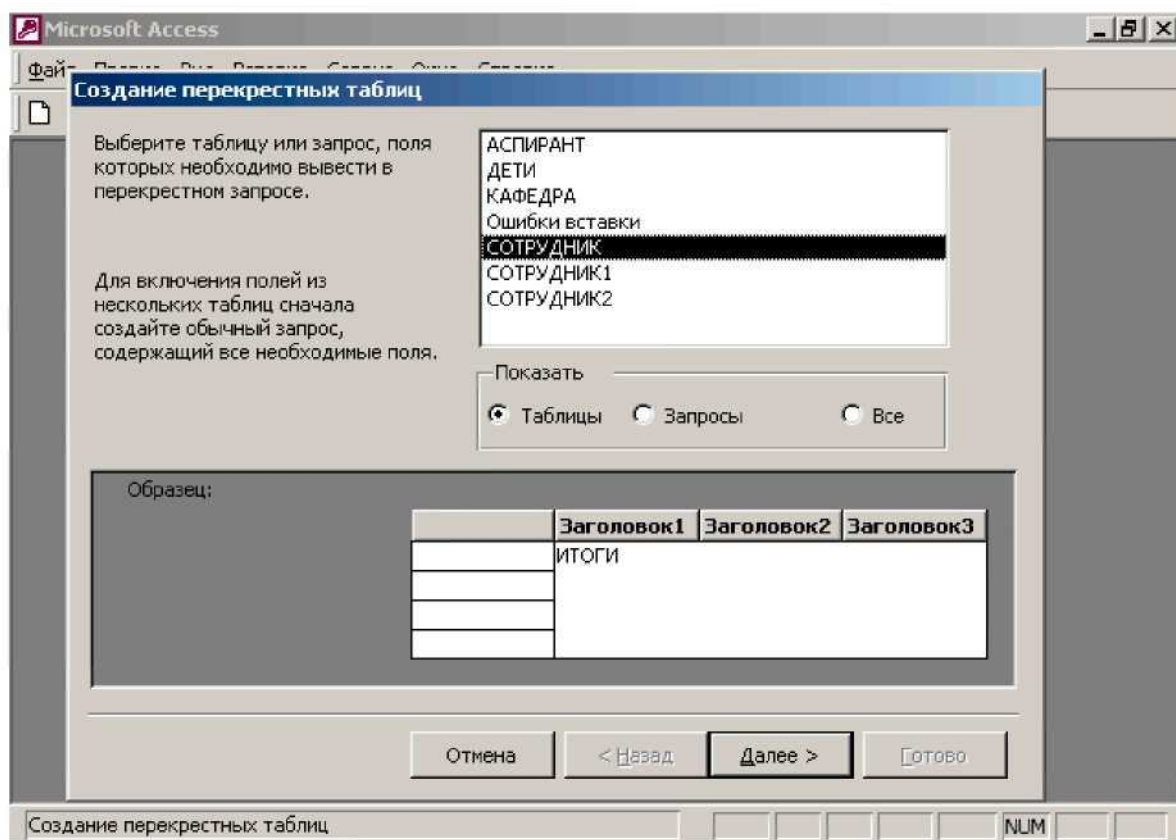 Microsoft Access
Файл
Создание перекрестных таблиц
Выберите таблицу или запрос, поля
которых необходимо вывести в
перекрестном запросе.
Для включения полей из
нескольких таблиц сначала
создайте обычный запрос,
содержащий все необходимые поля.
АСПИРАНТ
ДЕТИ
КАФЕДРА
Ошибки вставки
СОТРУДНИК
СОТРУДНИК1
СОТРУДНИК2
Показать
Таблицы Запросы Все
Образец:
Заголовок1 Заголовок2 Заголовок3
ИТОГИ
Отмена < Назад Далее > Готово
Создание перекрестных таблиц NUM